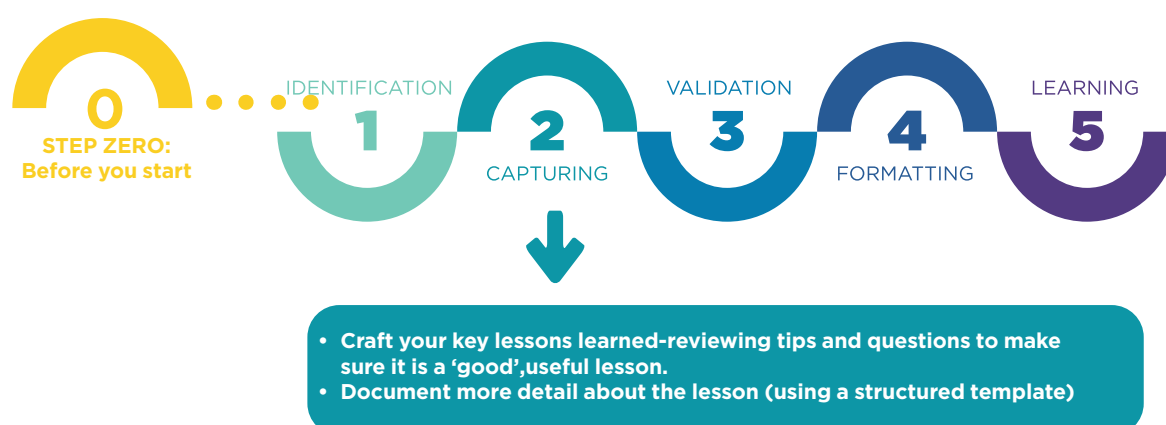 0
STEP ZERO:
Before you start
IDENTIFICATION
1
2
CAPTURING
VALIDATION
3
4
FORMATTING
LEARNING
5
• Craft your key lessons learned-reviewing tips and questions to make
sure it is a ‘good’,useful lesson.
• Document more detail about the lesson (using a structured template)